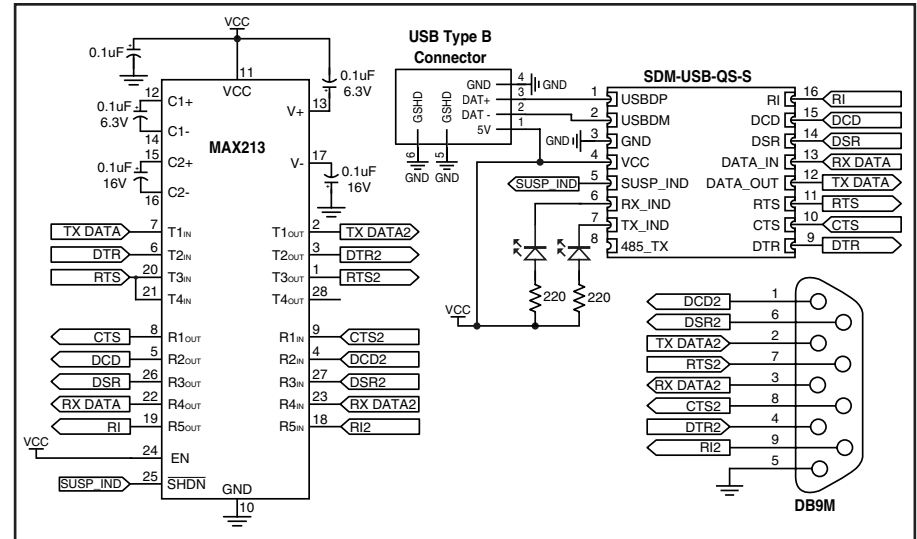 VCC
0.1uF
0.1uF
6.3V
11
VCC
12
C1+
0.1uF
6.3V
C1-
14
15
C2+
0.1uF
16V
C2-
16
13
V+
MAX213
V-
17
0.1uF
16V
TX DATA
7
T1IN
T1OUT
2
TX DATA2
DTR
6
T2IN
T2OUT
3
DTR2
RTS
20
T3IN
T3OUT
1
RTS2
21
T4IN
T4OUT
28
CTS
8
R1OUT
R1IN
9
CTS2
DCD
5
R2OUT
R2IN
4
DCD2
DSR
26
R3OUT
R3IN
27
DSR2
RX DATA
22
R4OUT
R4IN
23
RX DATA2
RI
19
R5OUT
R5IN
18
RI2
VCC
24
EN
SUSP_IND
25
SHDN
GND
10
USB Type B
Connector
GND
4
GND
DAT+
3
DAT -
2
5V
1
GSHD
GSHD
6
5
GND
GND
SDM-USB-QS-S
1
USBDP
RI
16
RI
2
USBDM
DCD
15
DCD
GND
3
GND
DSR
14
DSR
4
VCC
DATA_IN
13
RX DATA
SUSP_IND
5
SUSP_IND
DATA_OUT
12
TX DATA
6
RX_IND
RTS
11
RTS
7
TX_IND
CTS
10
CTS
8
485_TX
DTR
9
DTR
220
220
VCC
DCD2
1
DSR2
6
TX DATA2
2
RTS2
7
RX DATA2
3
CTS2
8
DTR2
4
RI2
9
5
DB9M